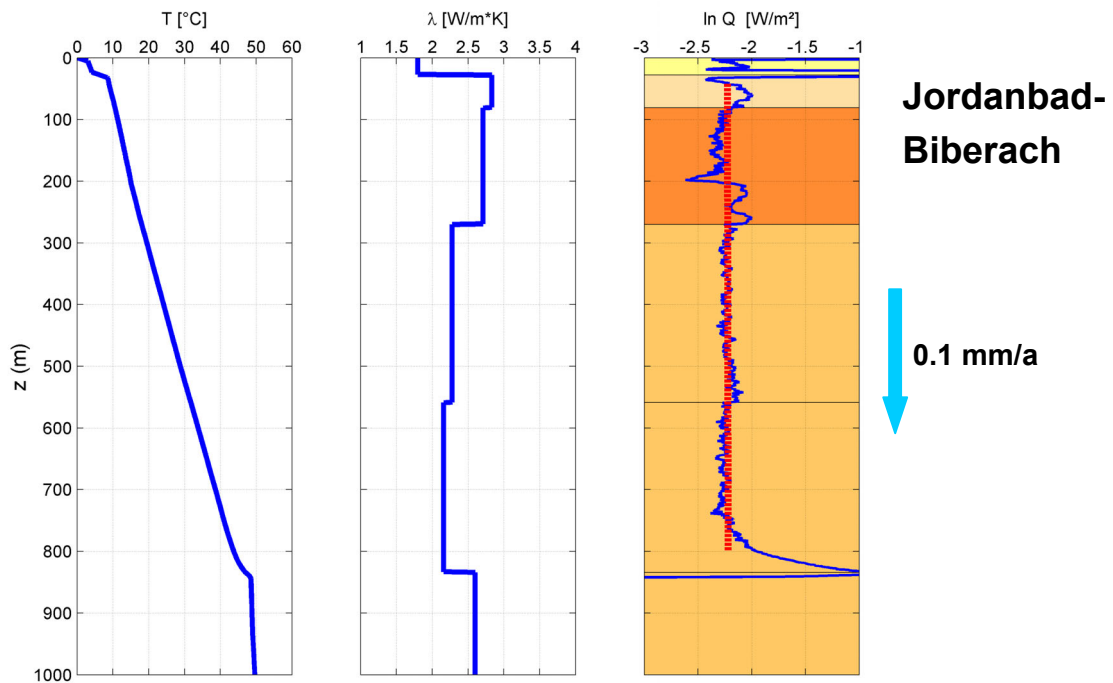 T [°C]
0 10 20 30 40 50 60
λ [W/m*K]
1 1.5 2 2.5 3 3.5 4
ln Q [W/m²]
-3 -2.5 -2 -1.5 -1
z (m)
0
100
200
300
400
500
600
700
800
900
1000
Jordanbad-
Biberach
0.1 mm/a